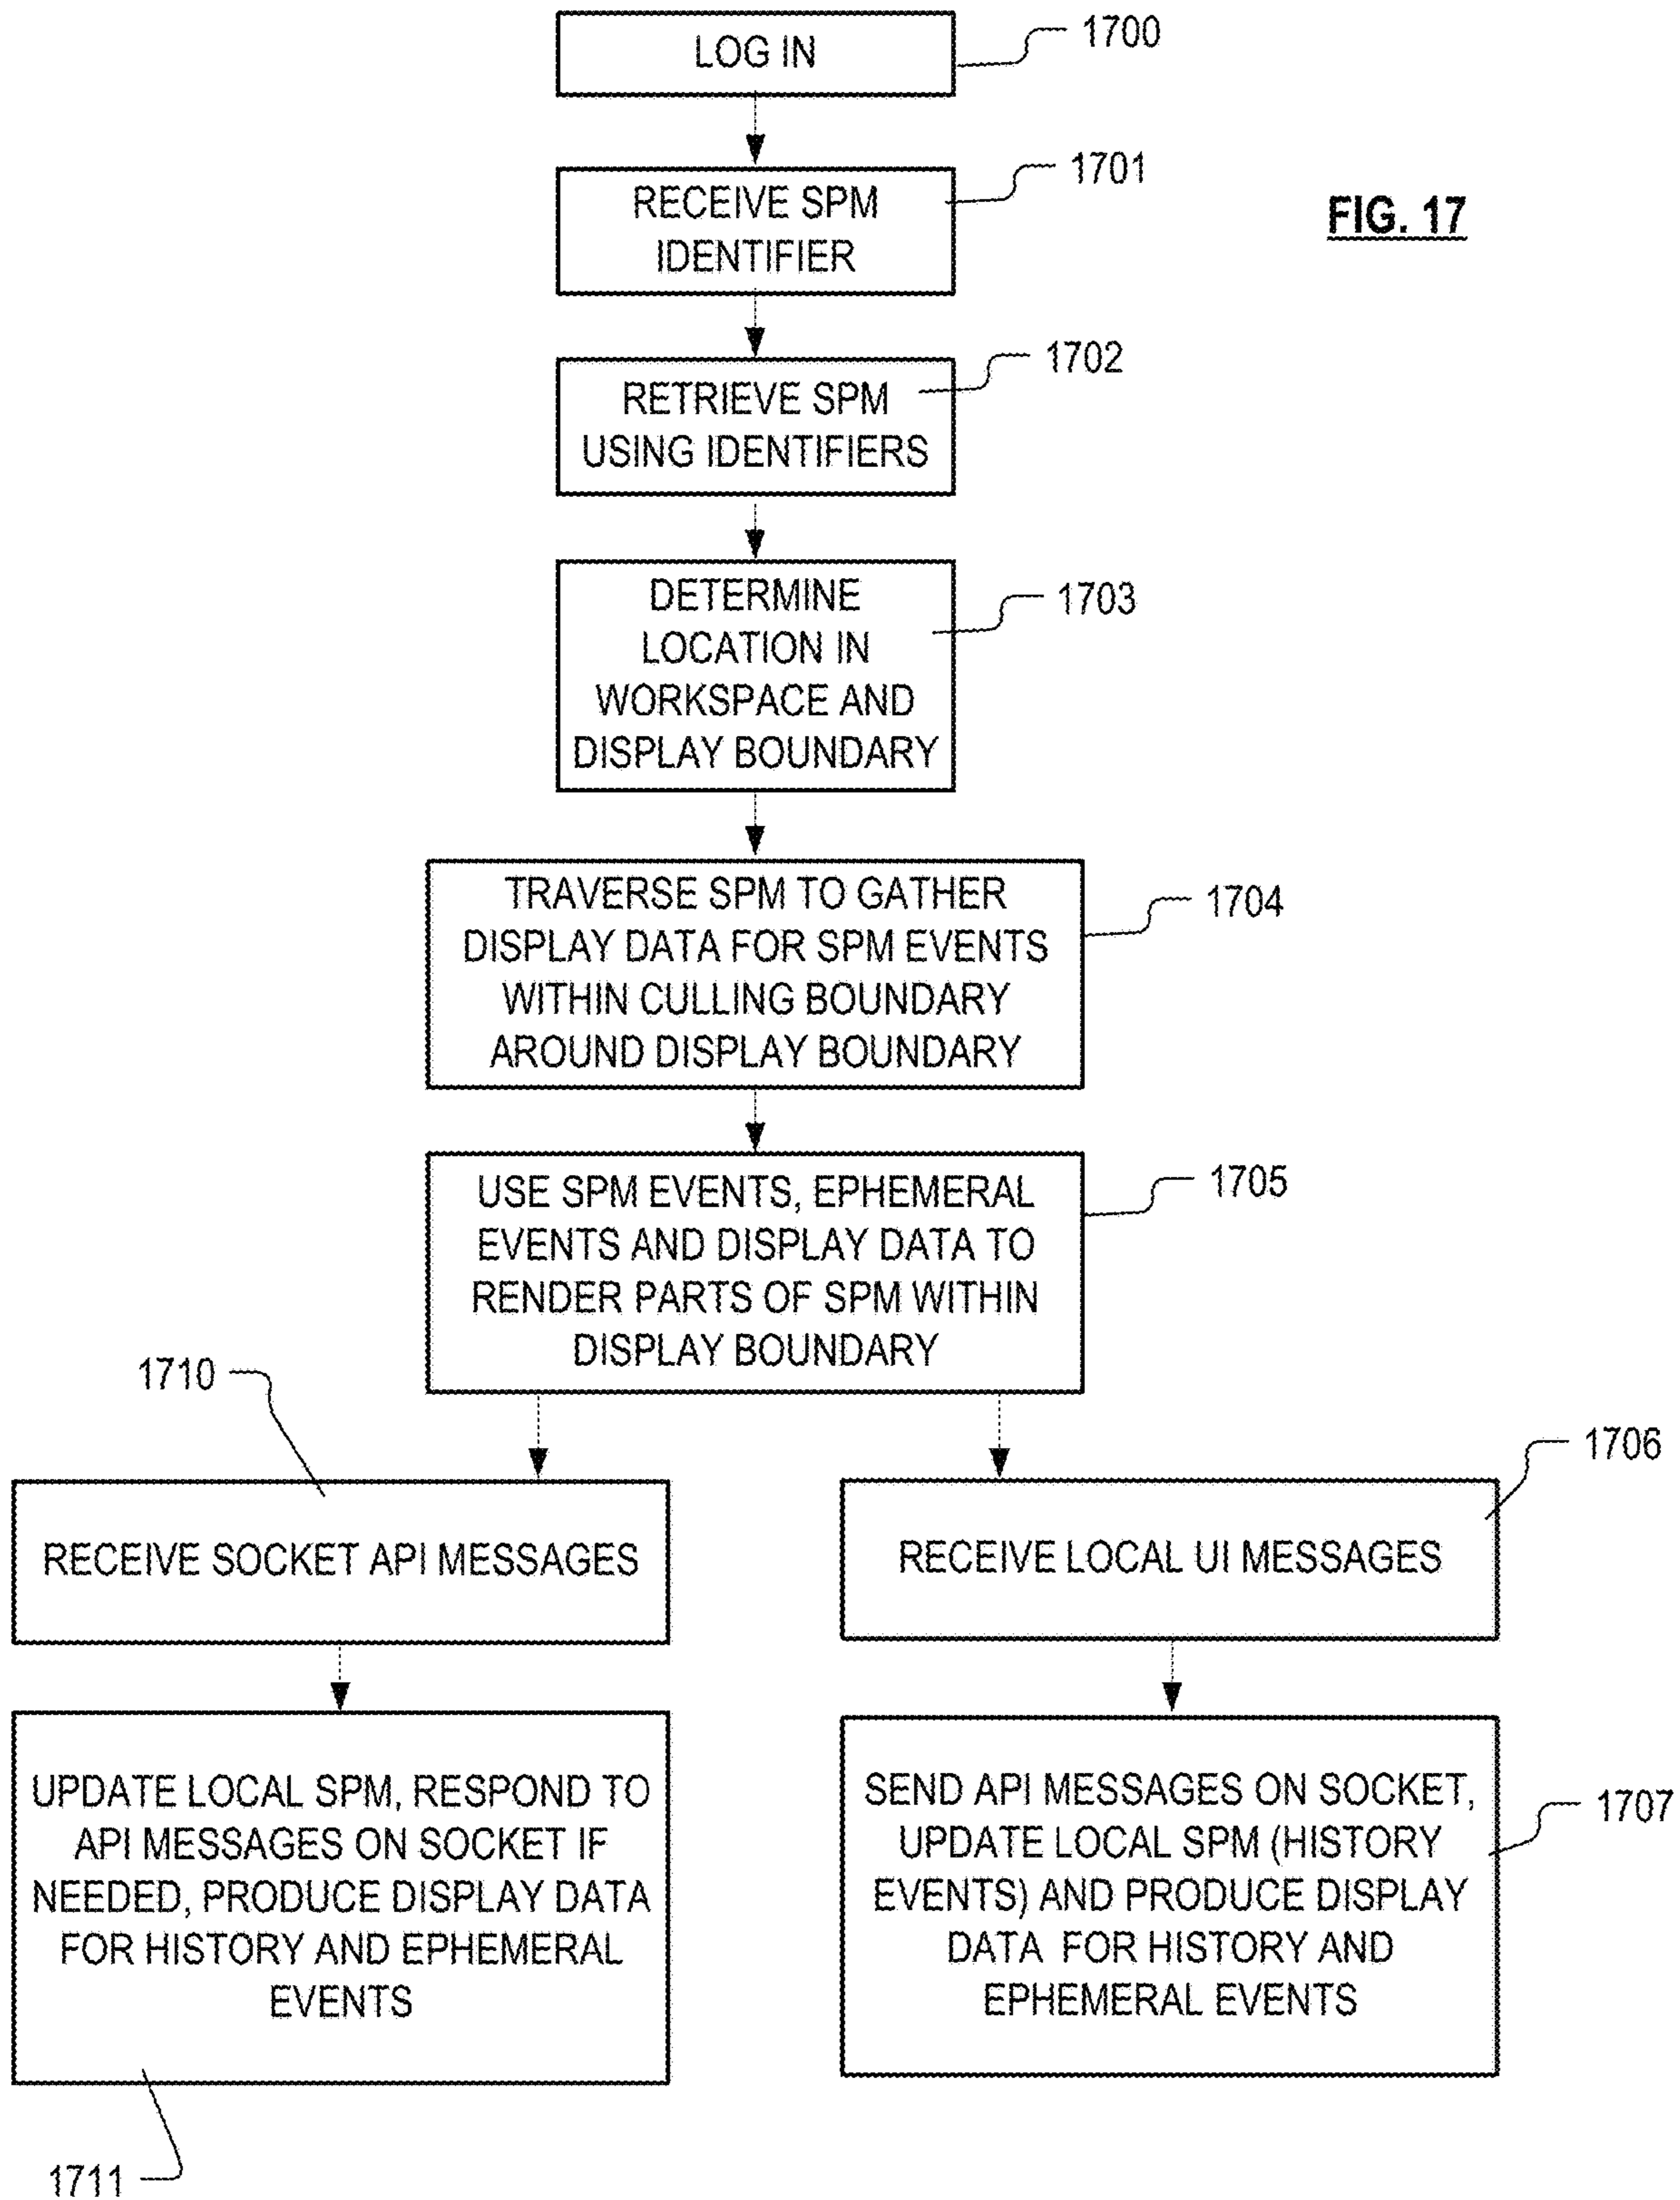 LOG IN
1700
RECEIVE SPM
IDENTIFIER
1701
FIG. 17
RETRIEVE SPM
USING IDENTIFIERS
1702
DETERMINE
LOCATION IN
WORKSPACE AND
DISPLAY BOUNDARY
1703
TRAVERSE SPM TO GATHER
DISPLAY DATA FOR SPM EVENTS
WITHIN CULLING BOUNDARY
AROUND DISPLAY BOUNDARY
1704
USE SPM EVENTS, EPHEMERAL
EVENTS AND DISPLAY DATA TO
RENDER PARTS OF SPM WITHIN
DISPLAY BOUNDARY
1705
1710
RECEIVE SOCKET API MESSAGES
1706
RECEIVE LOCAL UI MESSAGES
UPDATE LOCAL SPM, RESPOND TO
API MESSAGES ON SOCKET IF
NEEDED, PRODUCE DISPLAY DATA
FOR HISTORY AND EPHEMERAL
EVENTS
1711
SEND API MESSAGES ON SOCKET,
UPDATE LOCAL SPM (HISTORY
EVENTS) AND PRODUCE DISPLAY
DATA FOR HISTORY AND
EPHEMERAL EVENTS
1707